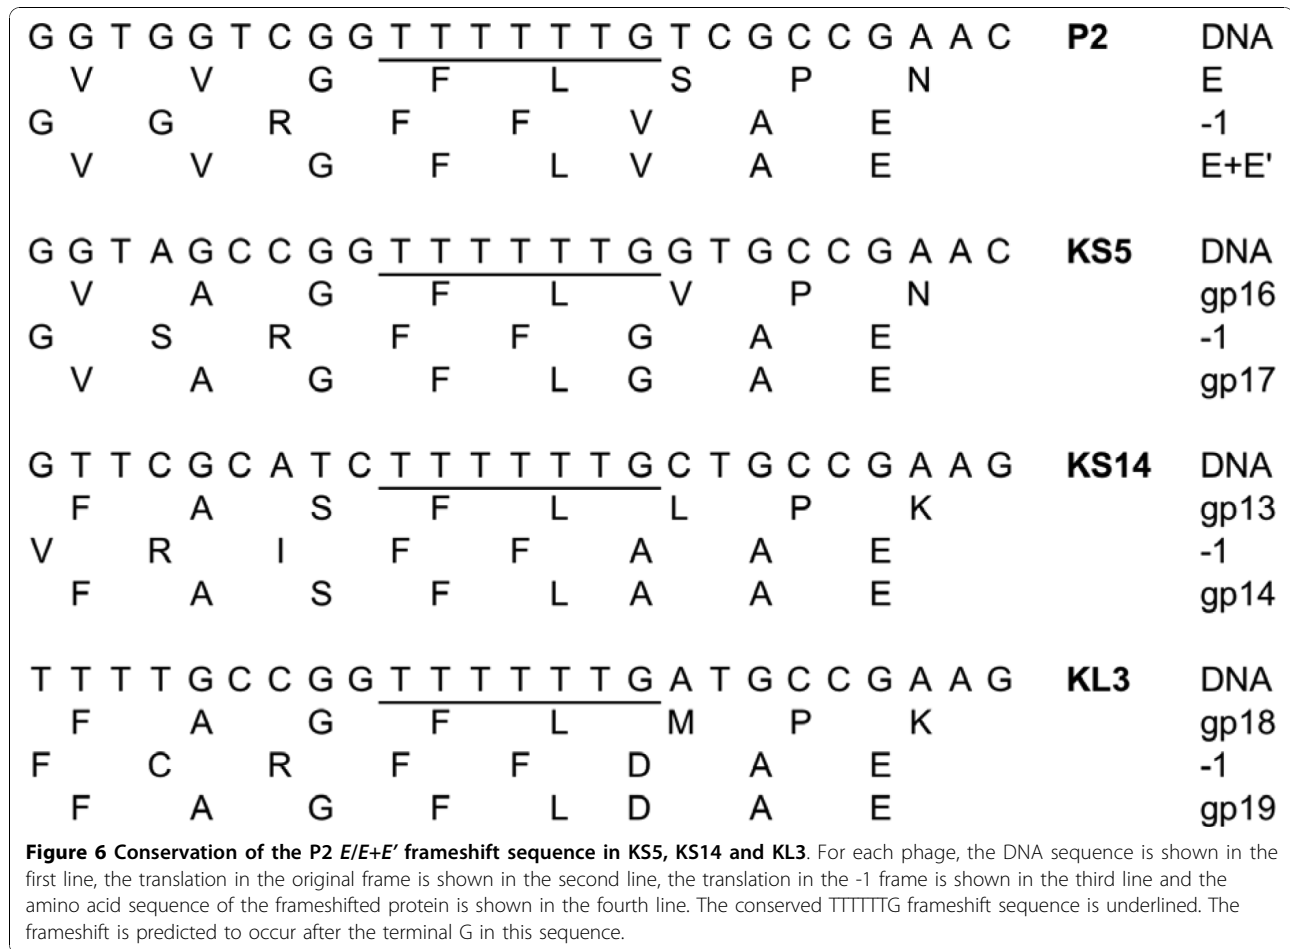 G G T G G T C G G T T T T T T G T C G C C G A A C P2 DNA
V V G F L S P N E
G G R F F V A E -1
V V G F L V A E E+E'
G G T A G C C G G T T T T T T G G T G C C G A A C KS5 DNA
V A G F L V P N gp16
G S R F F G A E -1
V A G F L G A E gp17
G T T C G C A T C T T T T T T G C T G C C G A A G KS14 DNA
F A S F L L P K gp13
V R I F F A A E -1
F A S F L A A E gp14
T T T T G C C G G T T T T T T G A T G C C G A A G KL3 DNA
F A G F L M P K gp18
F C R F F D A E -1
F A G F L D A E gp19
Figure 6 Conservation of the P2 E/E+E′ frameshift sequence in KS5, KS14 and KL3. For each phage, the DNA sequence is shown in the
first line, the translation in the original frame is shown in the second line, the translation in the -1 frame is shown in the third line and the
amino acid sequence of the frameshifted protein is shown in the fourth line. The conserved TTTTTTG frameshift sequence is underlined. The
frameshift is predicted to occur after the terminal G in this sequence.